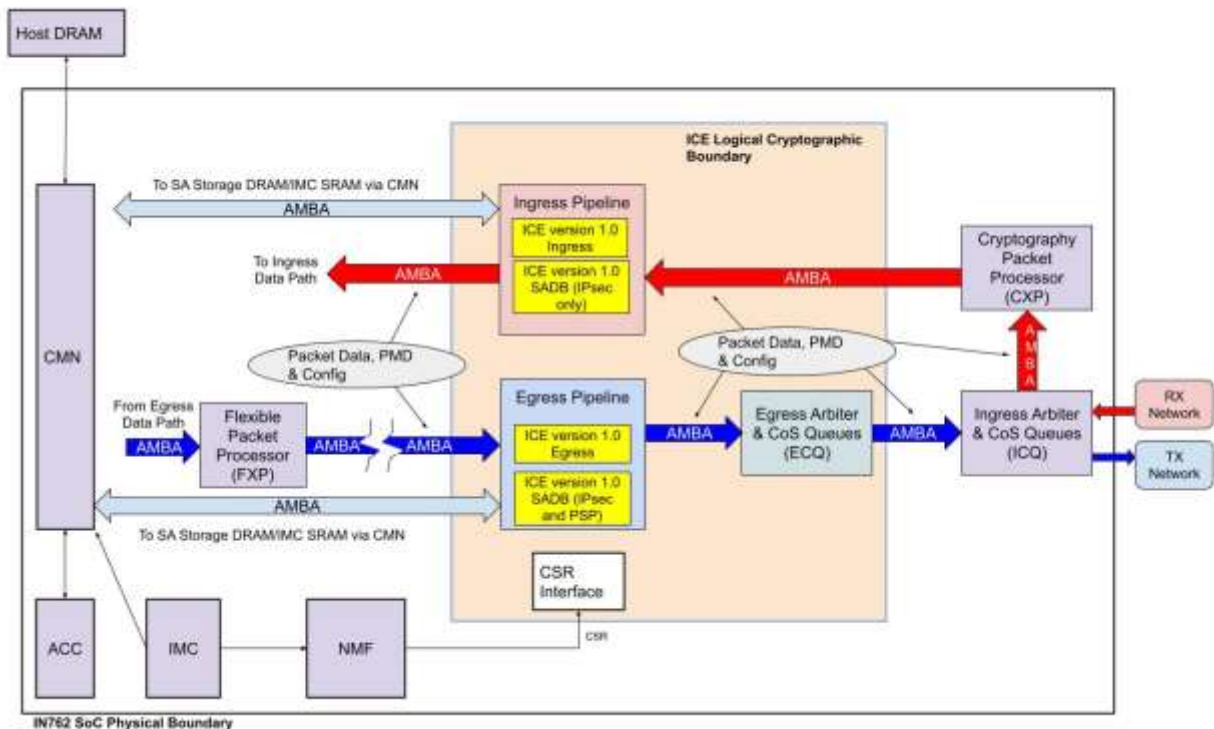 Host DRAM
ICE Logical Cryptographic
Boundary
To SA Storage DRAM/IMC SRAM via CMN
AMBA
Ingress Pipeline
ICE version 1.0
Ingress
ICE version 1.0
SADB (IPsec
only)
To Ingress
Data Path
AMBA
AMBA
Cryptography
Packet
Processor
(CXP)
CMN
Packet Data, PMD
& Config
Packet Data, PMD
& Config
AMBA
From Egress
Data Path
AMBA
Flexible
Packet
Processor
(FXP)
AMBA
AMBA
Egress Pipeline
ICE version 1.0
Egress
ICE version 1.0
SADB (IPsec
and PSP)
AMBA
Egress Arbiter
& CoS Queues
(ECQ)
AMBA
Ingress Arbiter
& CoS Queues
(ICQ)
RX
Network
TX
Network
AMBA
To SA Storage DRAM/IMC SRAM via CMN
CSR
Interface
CSR
ACC
IMC
NMF
IN762 SoC Physical Boundary